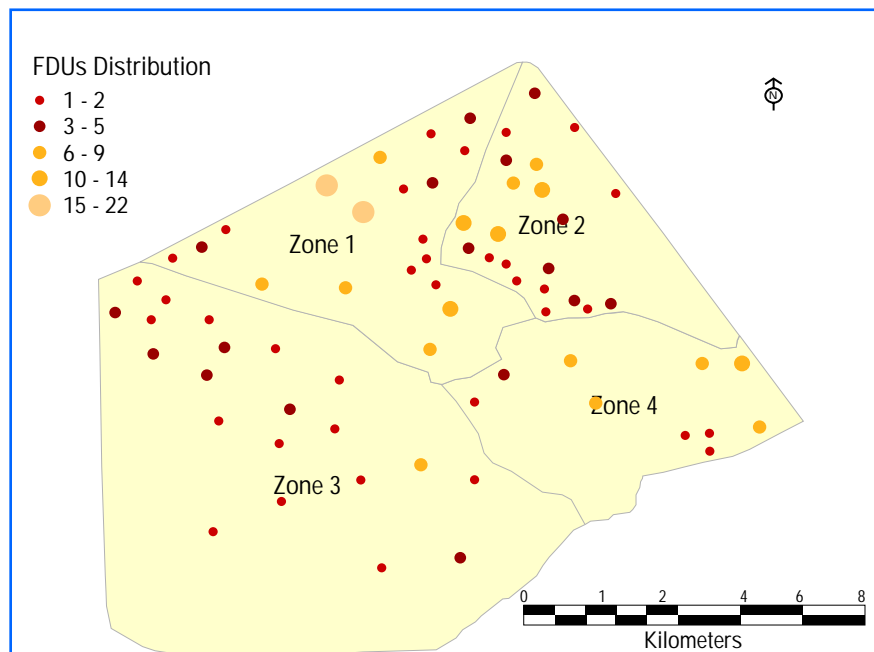 FDUs Distribution
1 - 2
3 - 5
6 - 9
10 - 14
15 - 22
N
Zone 1
Zone 2
Zone 3
Zone 4
0 1 2 4 6 8
Kilometers